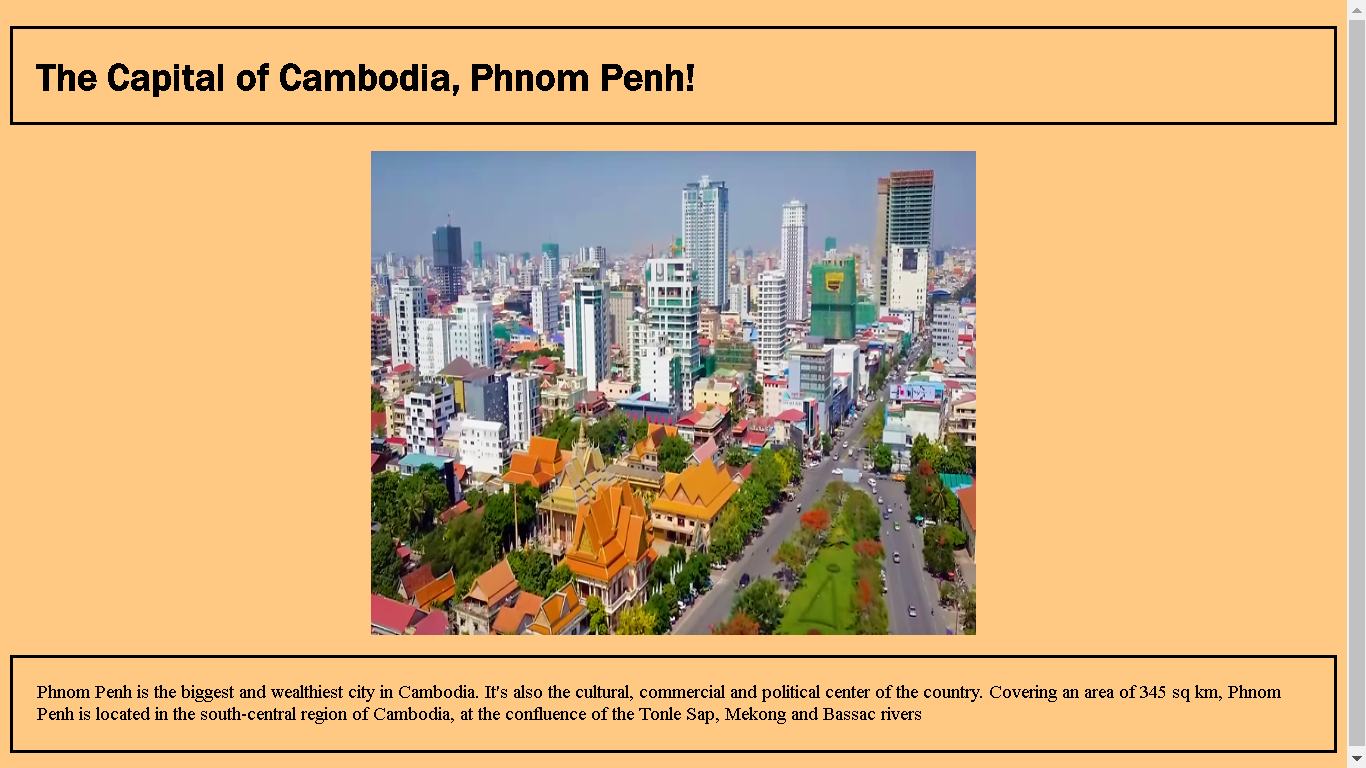 The Capital of Cambodia, Phnom Penh!
Phnom Penh is the biggest and wealthiest city in Cambodia. It's also the cultural, commercial and political center of the country. Covering an area of 345 sq km, Phnom
Penh is located in the south-central region of Cambodia, at the confluence of the Tonle Sap, Mekong and Bassac rivers